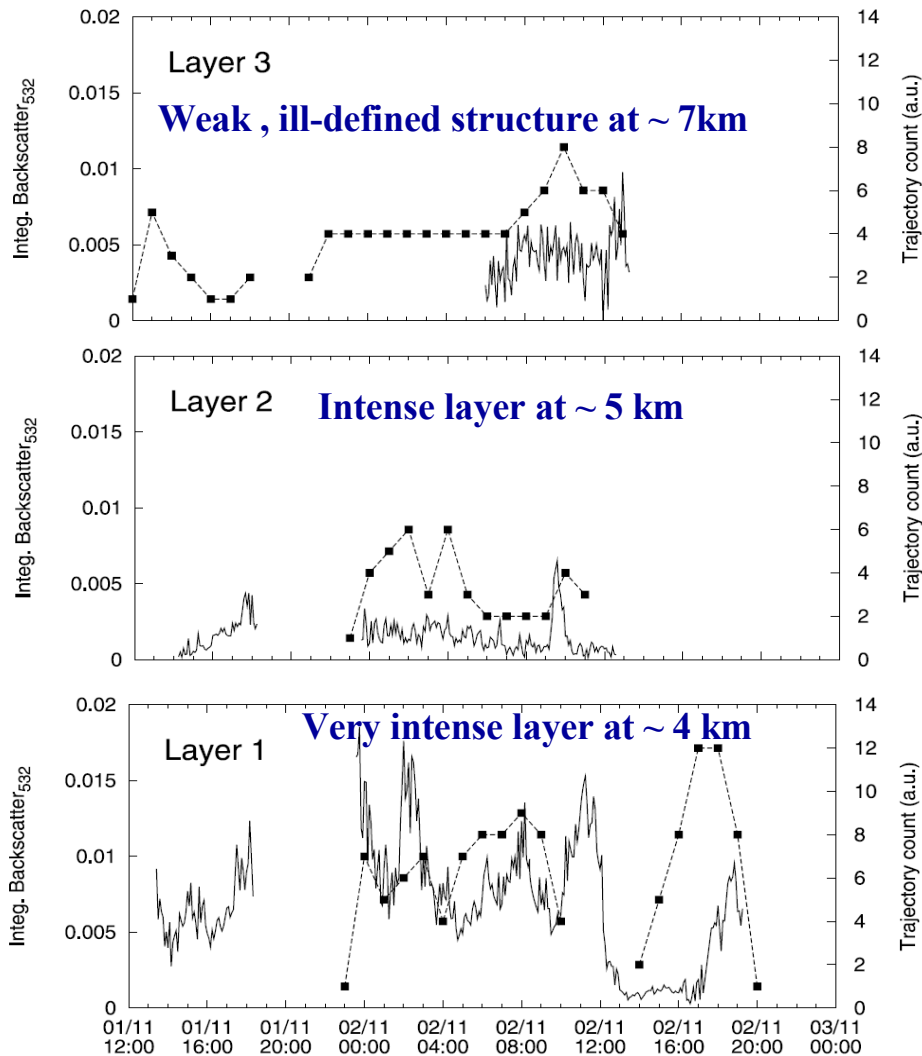 0.02
0.015
0.01
0.005
0
Integ. Backscatter532
Layer 3
Weak , ill-defined structure at ~ 7km
14
12
10
8
6
4
2
0
Trajectory count (a.u.)
0.02
0.015
0.01
0.005
0
Integ. Backscatter532
Layer 2
Intense layer at ~ 5 km
14
12
10
8
6
4
2
0
Trajectory count (a.u.)
0.02
0.015
0.01
0.005
0
Integ. Backscatter532
Layer 1
Very intense layer at ~ 4 km
14
12
10
8
6
4
2
0
Trajectory count (a.u.)
01/11 01/11 01/11 02/11 02/11 02/11 02/11 02/11 02/11 03/11
12:00 16:00 20:00 00:00 04:00 08:00 12:00 16:00 20:00 00:00